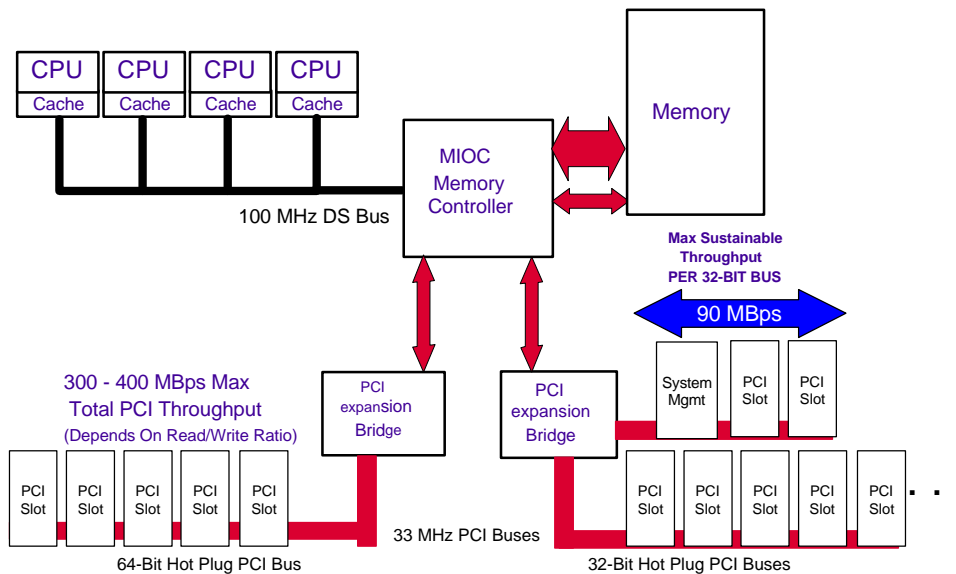 CPU
Cache
CPU
Cache
CPU
Cache
CPU
Cache
100 MHz DS Bus
MIOC
Memory
Controller
Memory
Max Sustainable
Throughput
PER 32-BIT BUS
90 MBps
300 - 400 MBps Max
Total PCI Throughput
(Depends On Read/Write Ratio)
PCI
expansion
Bridge
PCI
expansion
Bridge
System
Mgmt
PCI
Slot
PCI
Slot
PCI
Slot
PCI
Slot
PCI
Slot
PCI
Slot
PCI
Slot
PCI
Slot
PCI
Slot
PCI
Slot
PCI
Slot
PCI
Slot
. .
33 MHz PCI Buses
64-Bit Hot Plug PCI Bus
32-Bit Hot Plug PCI Buses